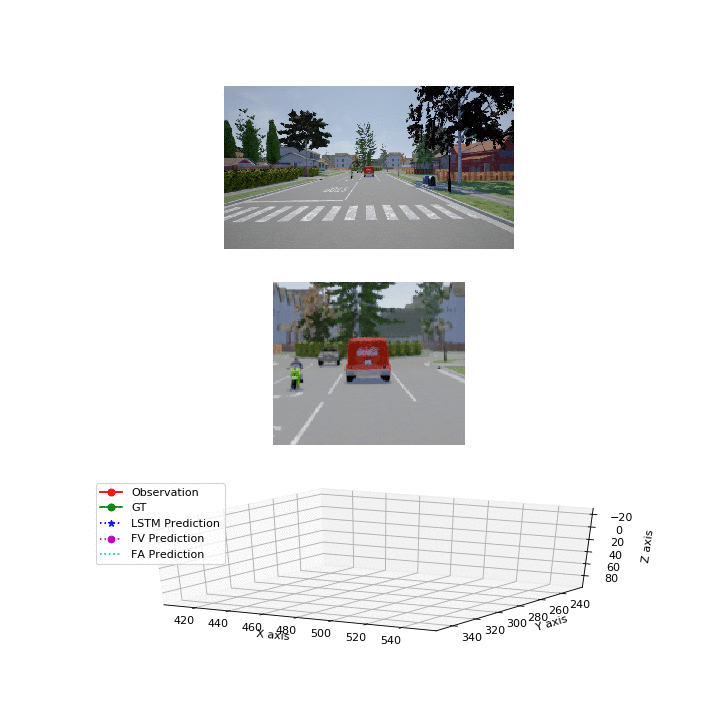 STOP
Observation
GT
LSTM Prediction
FV Prediction
FA Prediction
−20
0
20
40
60
80
Z axis
420
440
460
480
500
520
540
X axis
340
320
300
280
260
240
Y axis